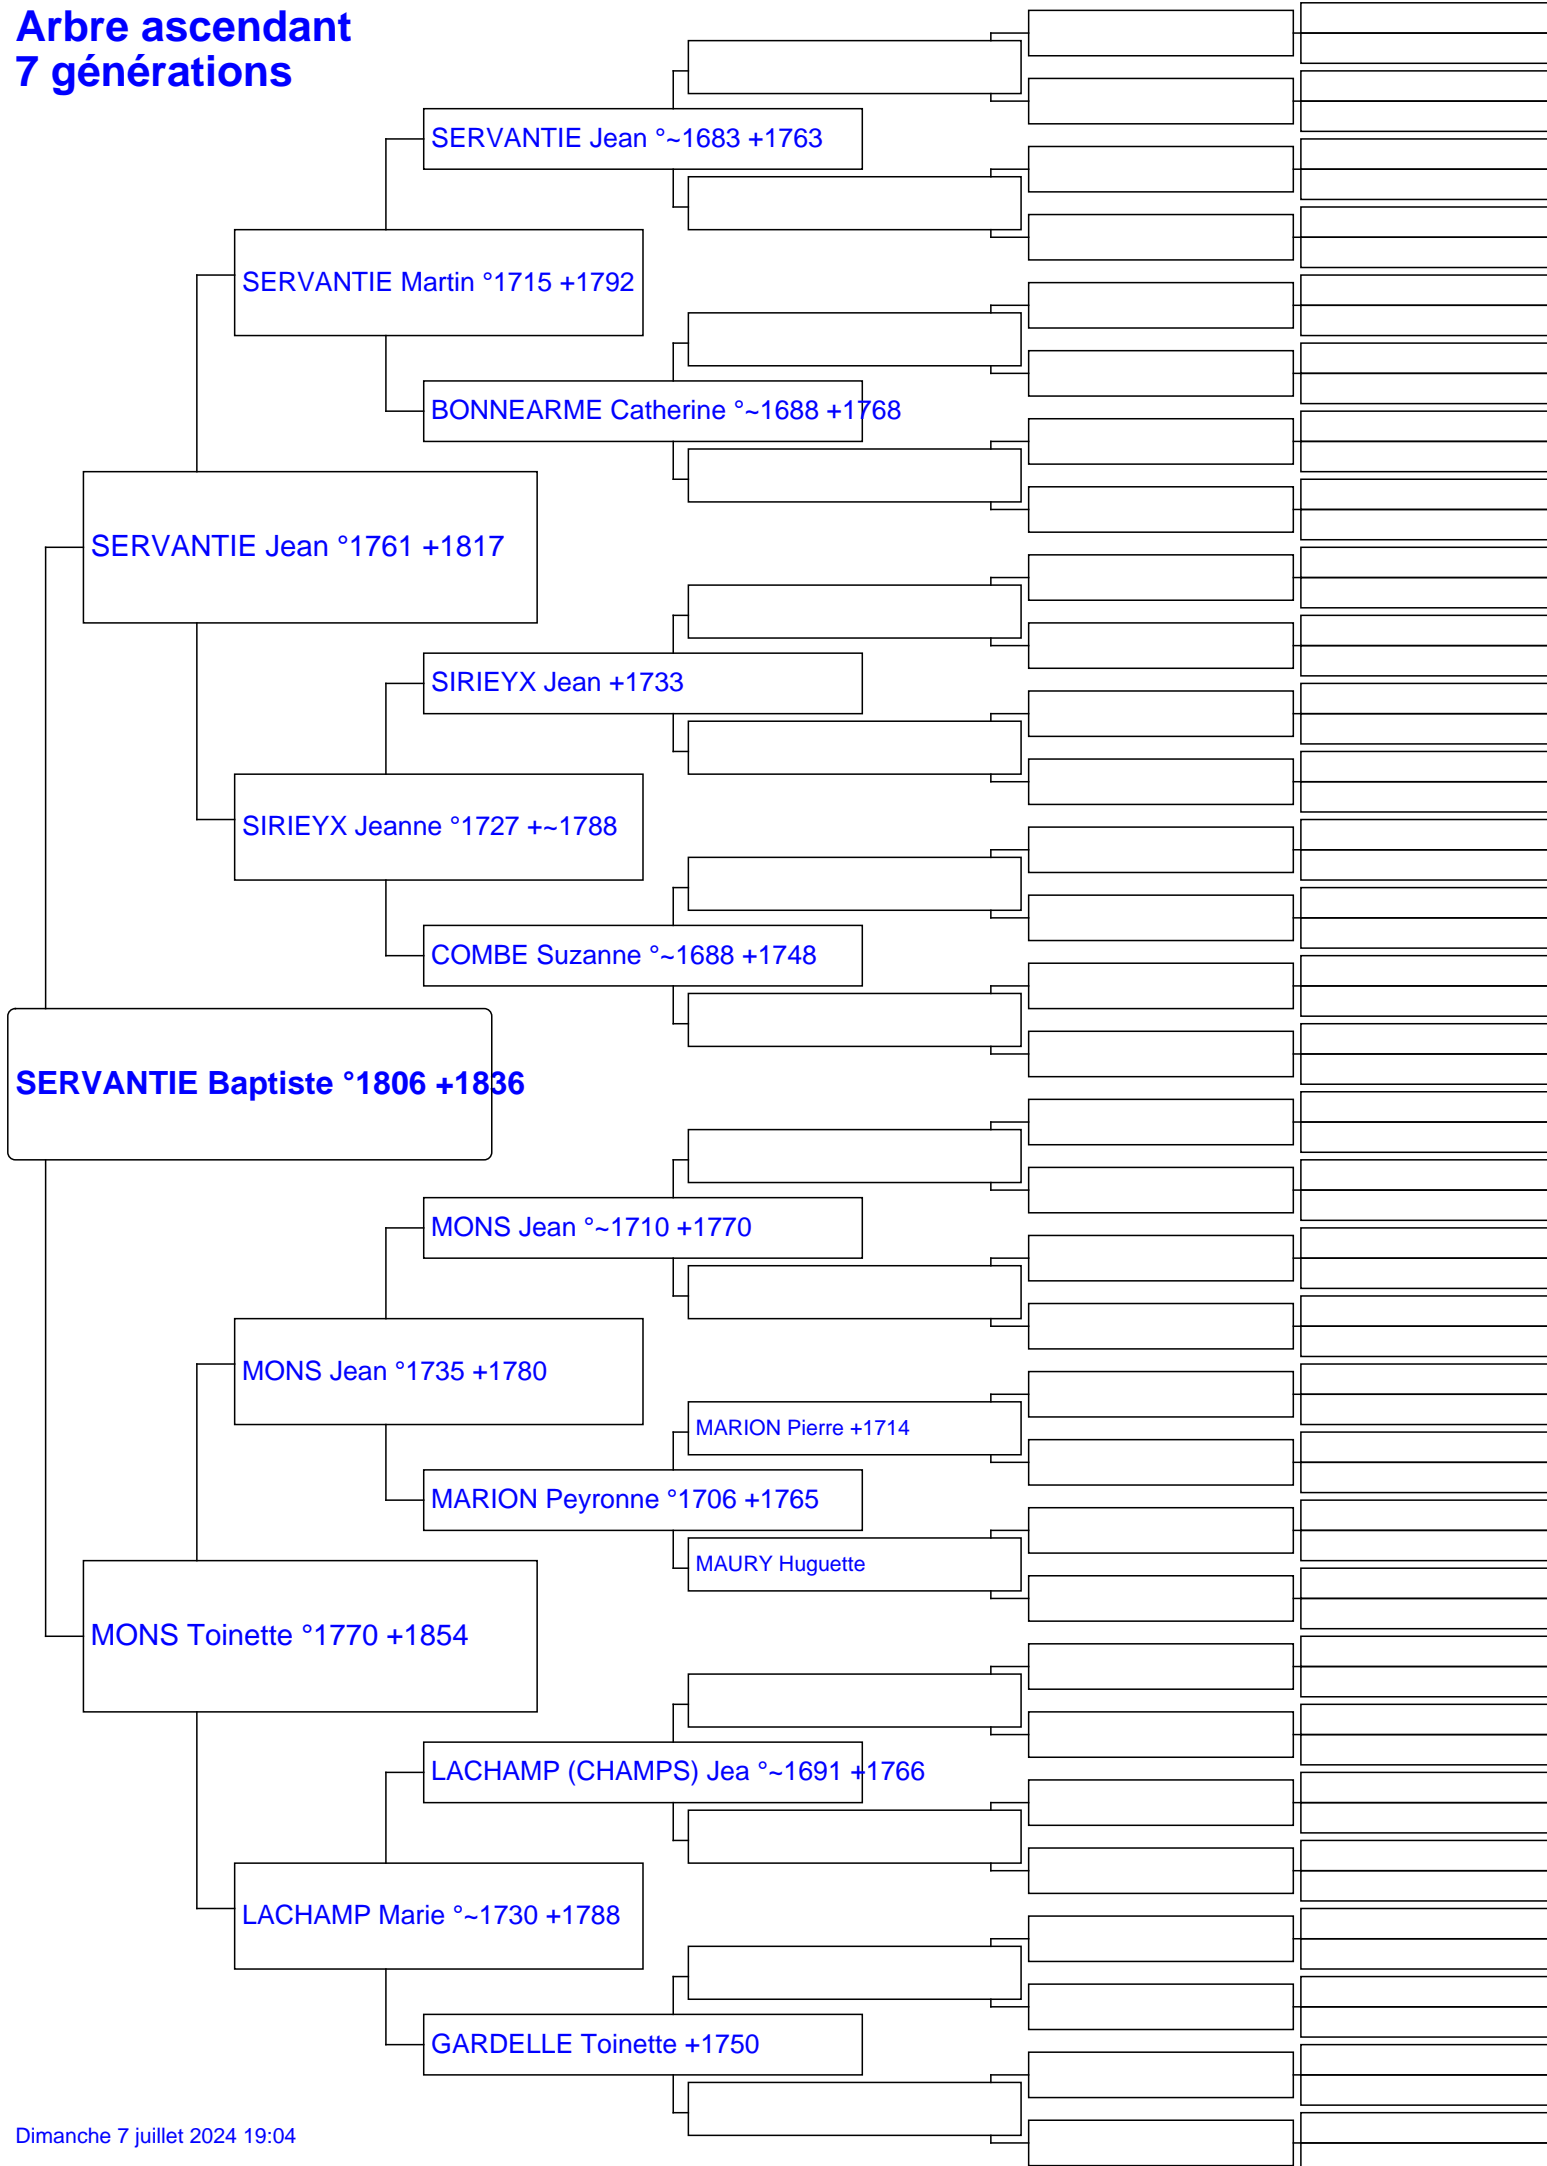 Arbre ascendant
7 générations
SERVANTIE Jean °~1683 +1763
SERVANTIE Martin °1715 +1792
BONNEARME Catherine °~1688 +1768
SERVANTIE Jean °1761 +1817
SIRIEYX Jean +1733
SIRIEYX Jeanne °1727 +~1788
COMBE Suzanne °~1688 +1748
SERVANTIE Baptiste °1806 +1836
MONS Jean °~1710 +1770
MONS Jean °1735 +1780
MARION Pierre +1714
MARION Peyronne °1706 +1765
MAURY Huguette
MONS Toinette °1770 +1854
LACHAMP (CHAMPS) Jea °~1691 +1766
LACHAMP Marie °~1730 +1788
GARDELLE Toinette +1750
Dimanche 7 juillet 2024 19:04